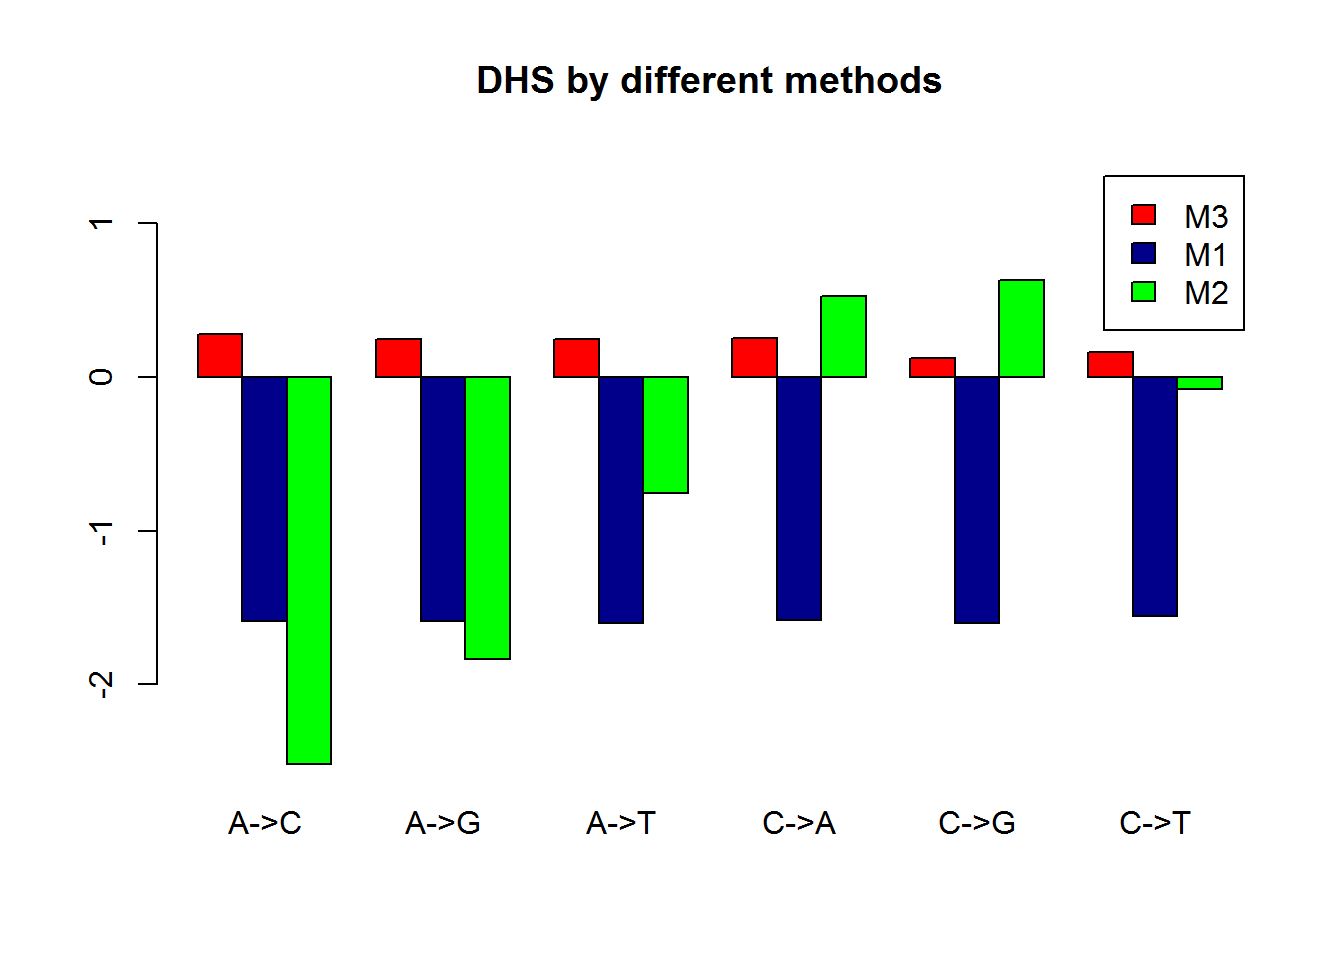 DHS by different methods
1
0
-1
-2
M3
M1
M2
A->C A->G A->T C->A C->G C->T